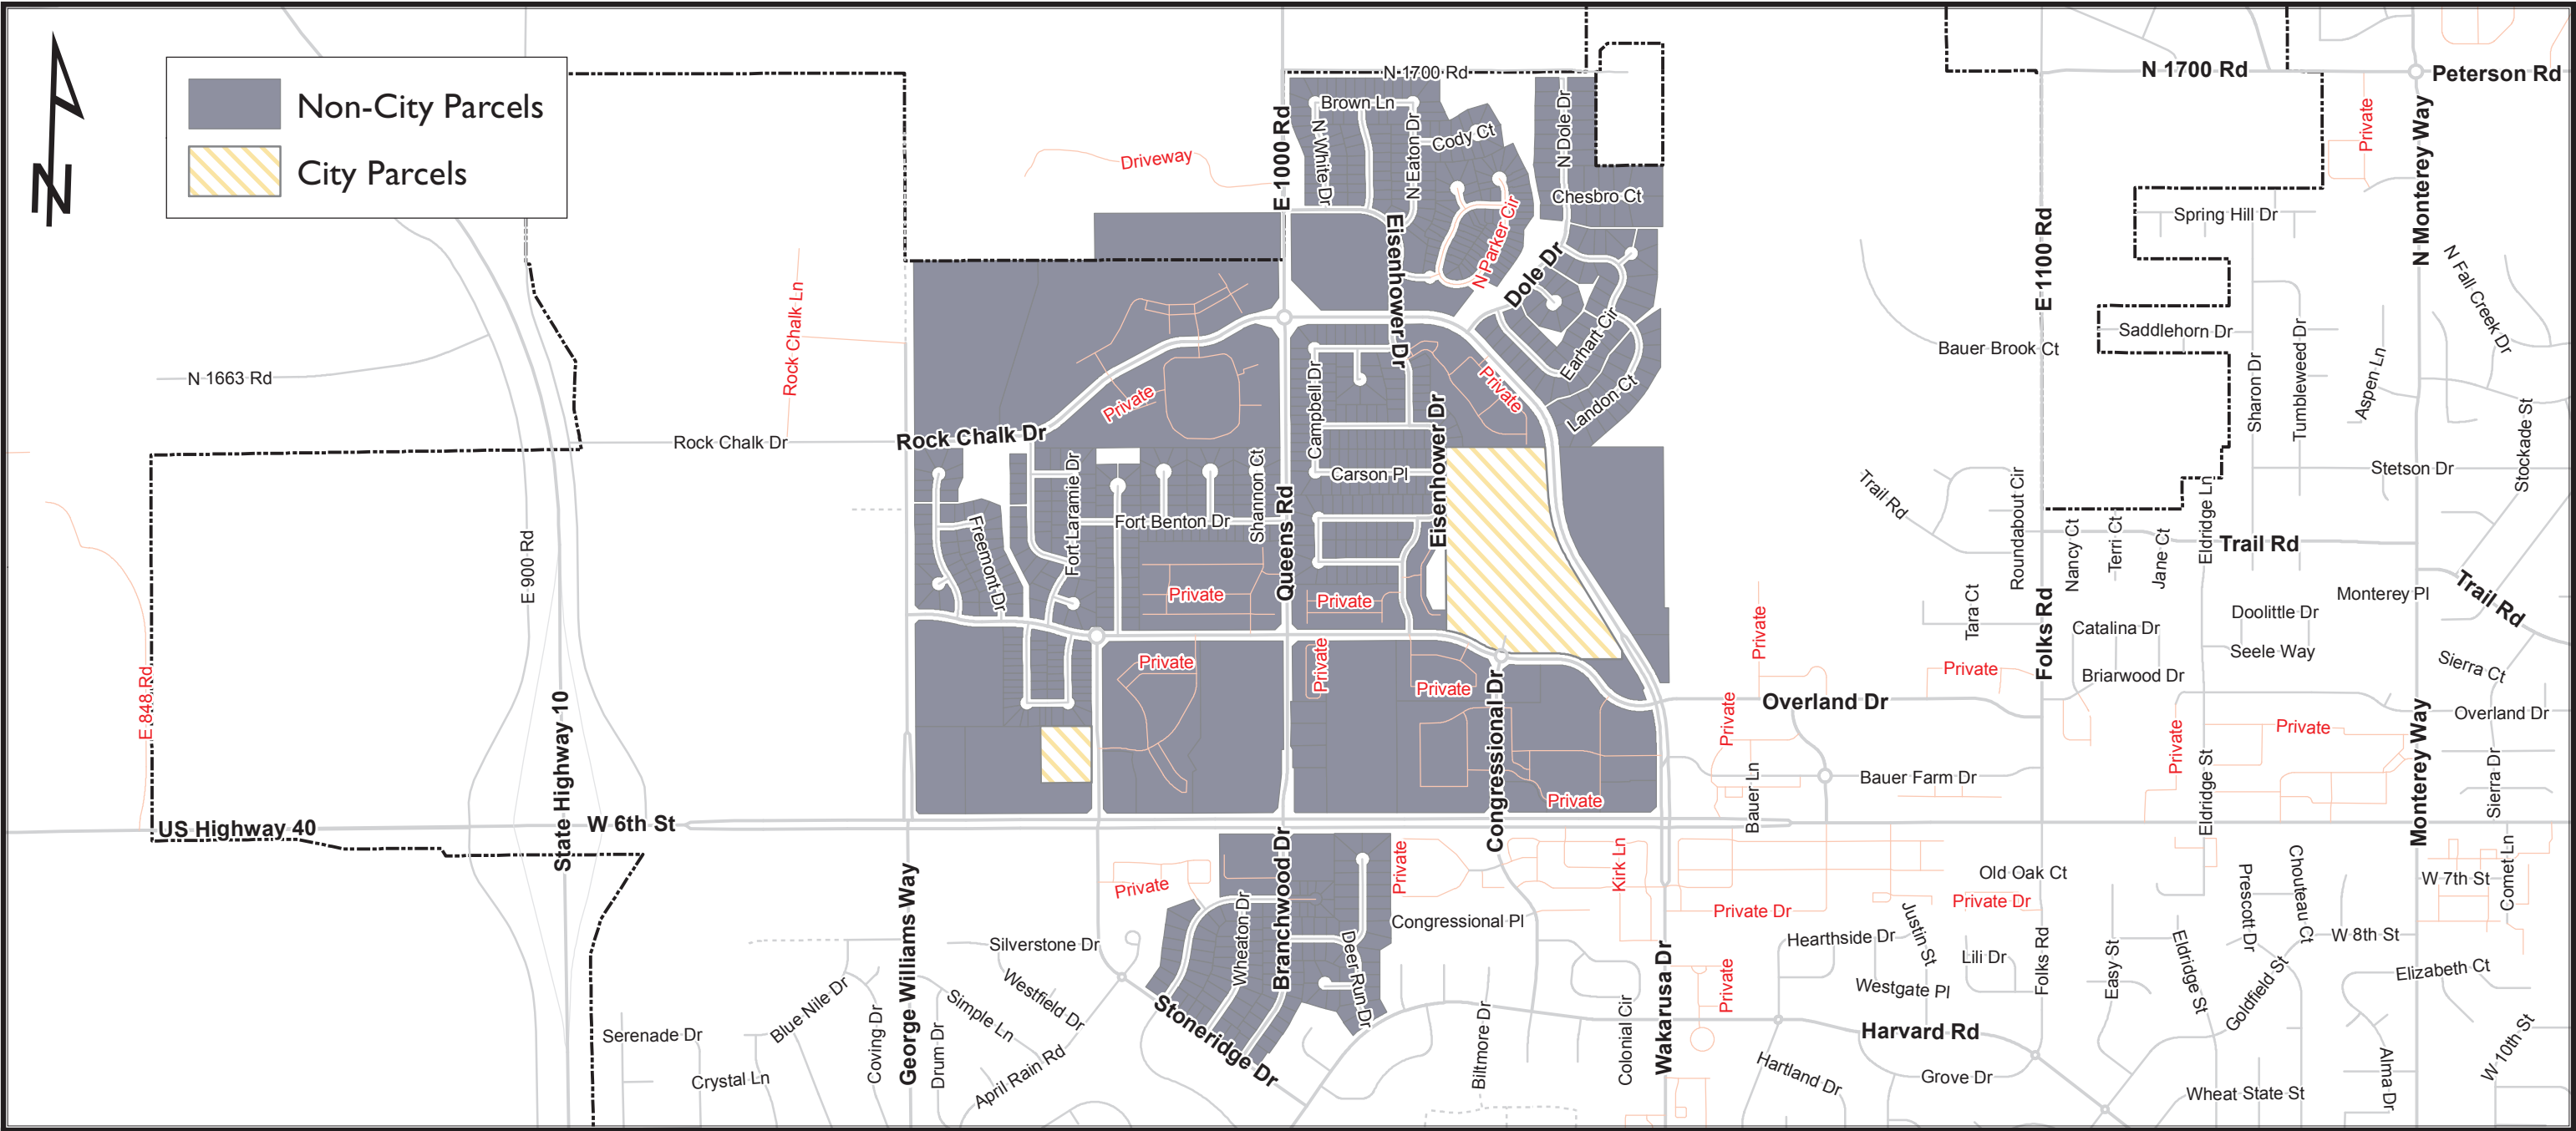 N
Non-City Parcels
City Parcels
N 1700 Rd
N 1700 Rd
Peterson Rd
Brown Ln
N White Dr
N Eaton Dr
Cody Ct
N Dole Dr
Private
N Monterey Way
E 1000 Rd
Driveway
Chesbro Ct
Spring Hill Dr
Eisenhower Dr
N Parker Cir
Dole Dr
E 1100 Rd
N Fall Creek Dr
Rock Chalk Ln
Earhart Cir
Saddlehorn Dr
Bauer Brook Ct
N 1663 Rd
Private
Campbell Dr
Private
Landon Ct
Sharon Dr
Tumbleweed Dr
Aspen Ln
Stockade St
Rock Chalk Dr
Rock Chalk Dr
Eisenhower Dr
Carson Pl
Shannon Ct
Fort Laramie Dr
Fort Benton Dr
Freemont Dr
Queens Rd
Trail Rd
Roundabout Cir
Nancy Ct
Terri Ct
Jane Ct
Eldridge Ln
Stetson Dr
Trail Rd
Trail Rd
Monterey Pl
E 900 Rd
Private
Private
Private
Tara Ct
Folks Rd
Catalina Dr
Doolittle Dr
Seele Way
Briarwood Dr
Sierra Ct
E 848 Rd
Private
Private
Private
Private
Private
Overland Dr
Overland Dr
Private
Private
State Highway 10
Congressional Dr
Monterey Way
Bauer Ln
Bauer Farm Dr
Eldridge St
Sierra Dr
Private
US Highway 40
W 6th St
Branchwood Dr
Private
Private
Kirk Ln
Old Oak Ct
Prescott Dr
Chouteau Ct
W 7th St
Comet Ln
George Williams Way
Wheaton Dr
Deer Run Dr
Congressional Pl
Private Dr
Private Dr
Silverstone Dr
Westfield Dr
Hearthside Dr
Justin St
Lili Dr
Folks Rd
Easy St
Eldridge St
Goldfield St
W 8th St
Elizabeth Ct
Private
Westgate Pl
Blue Nile Dr
Simple Ln
Serenade Dr
Coving Dr
Drum Dr
April Rain Rd
Crystal Ln
Stoneridge Dr
Biltmore Dr
Colonial Cir
Wakarusa Dr
Harvard Rd
Hartland Dr
Grove Dr
Wheat State St
Alma Dr
W 10th St